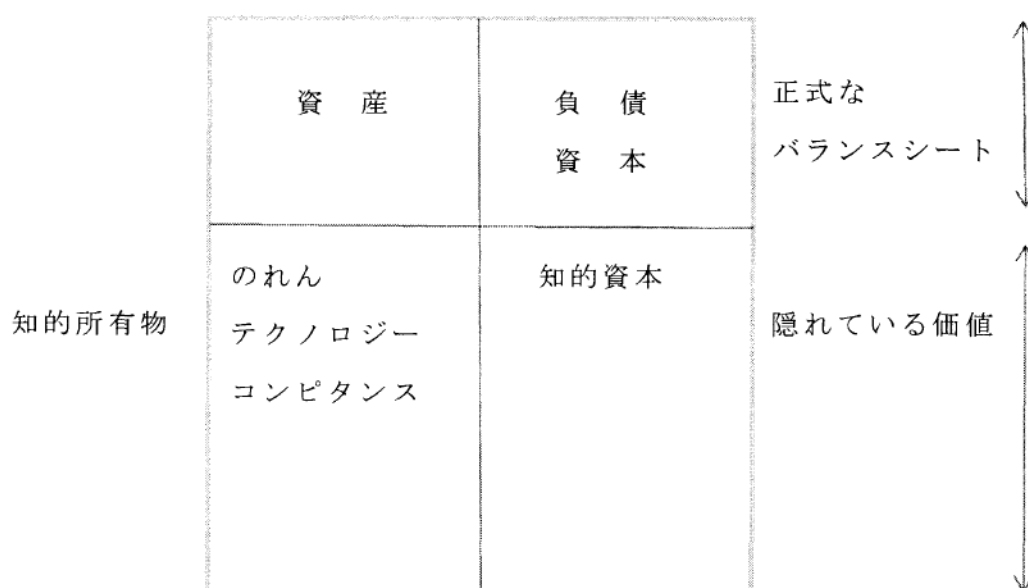 資 産
負 債
資 本
正式な
バランスシート
知的所有物
のれん
テクノロジー
コンピタンス
知的資本
隠れている価値